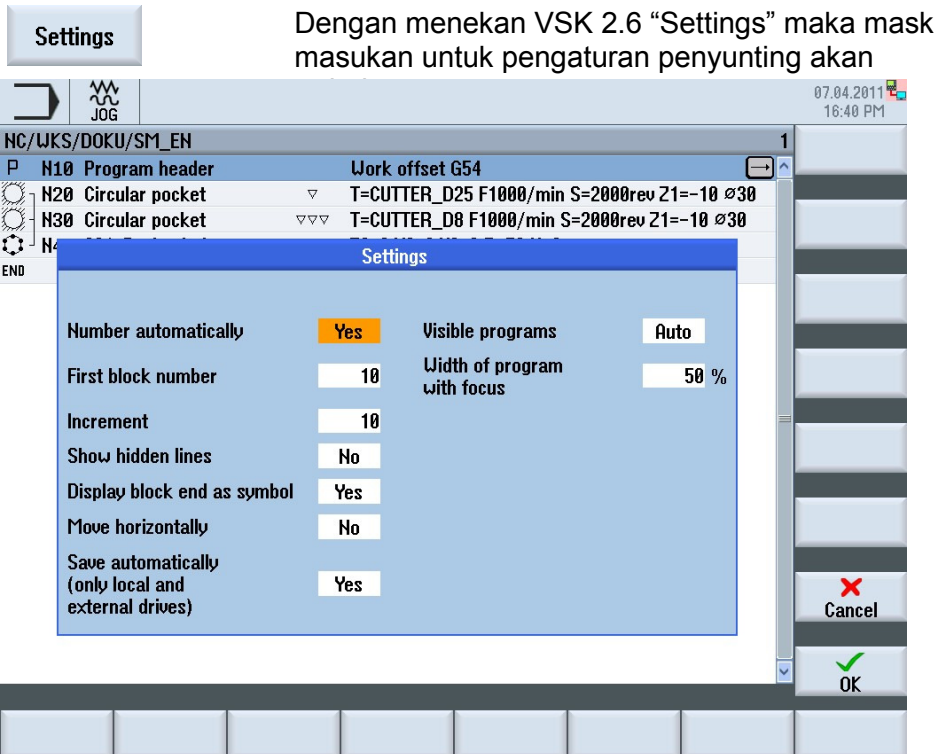 Settings
Dengan menekan VSK 2.6 “Settings” maka mask
masukan untuk pengaturan penyunting akan
JOG
07.04.2011
16:40 PM
NC/WKS/DOKU/SM_EN 1
P N10 Program header Work offset G54
N20 Circular pocket ▽ T=CUTTER_D25 F1000/min S=2000rev Z1=-10 ⌀30
N30 Circular pocket ▽▽▽ T=CUTTER_D8 F1000/min S=2000rev Z1=-10 ⌀30
END
Settings
Number automatically Yes Visible programs Auto
First block number 10 Width of program
with focus 50 %
Increment 10
Show hidden lines No
Display block end as symbol Yes
Move horizontally No
Save automatically
(only local and
external drives) Yes
Cancel
OK